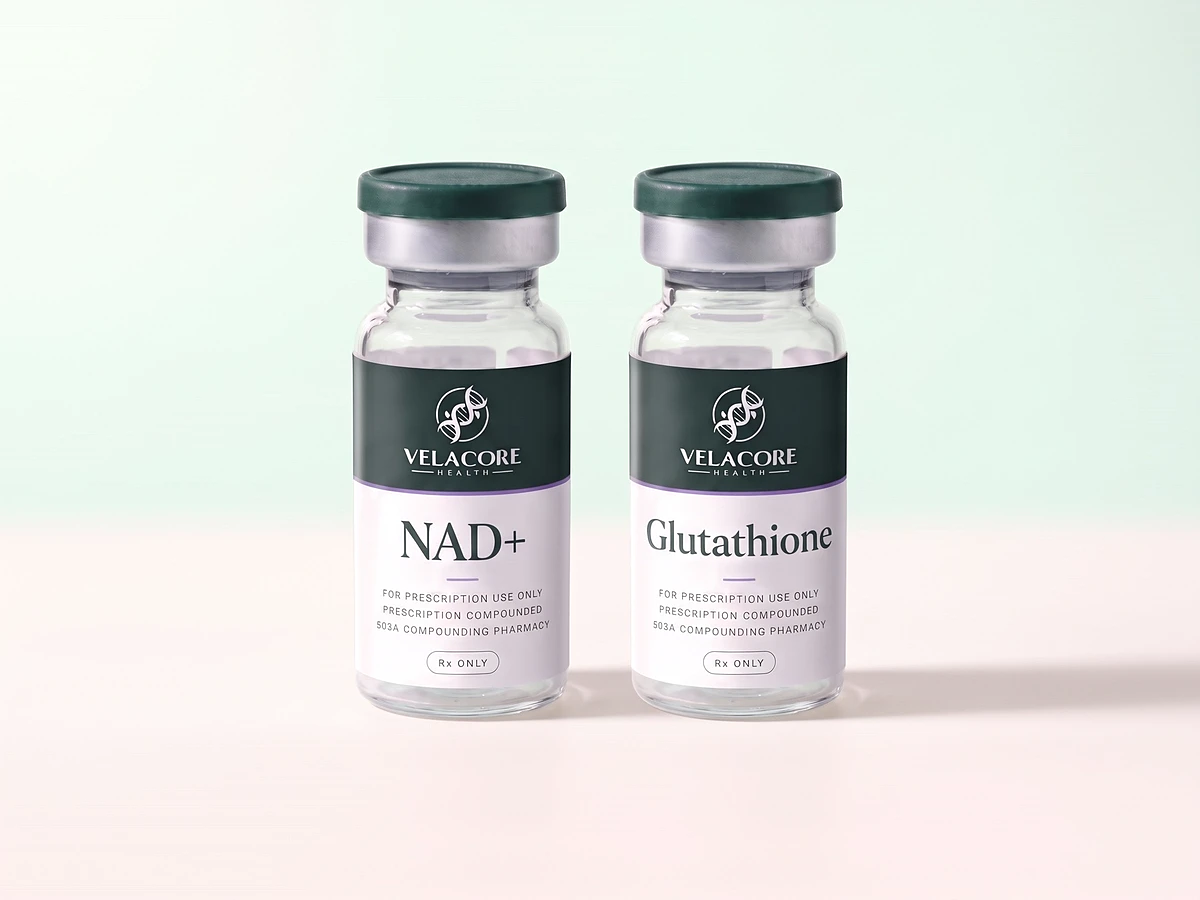 VELACORE
HEALTH
NAD+
FOR PRESCRIPTION USE ONLY
PRESCRIPTION COMPOUNDED
503A COMPOUNDING PHARMACY
Rx ONLY
VELACORE
HEALTH
Glutathione
FOR PRESCRIPTION USE ONLY
PRESCRIPTION COMPOUNDED
503A COMPOUNDING PHARMACY
Rx ONLY